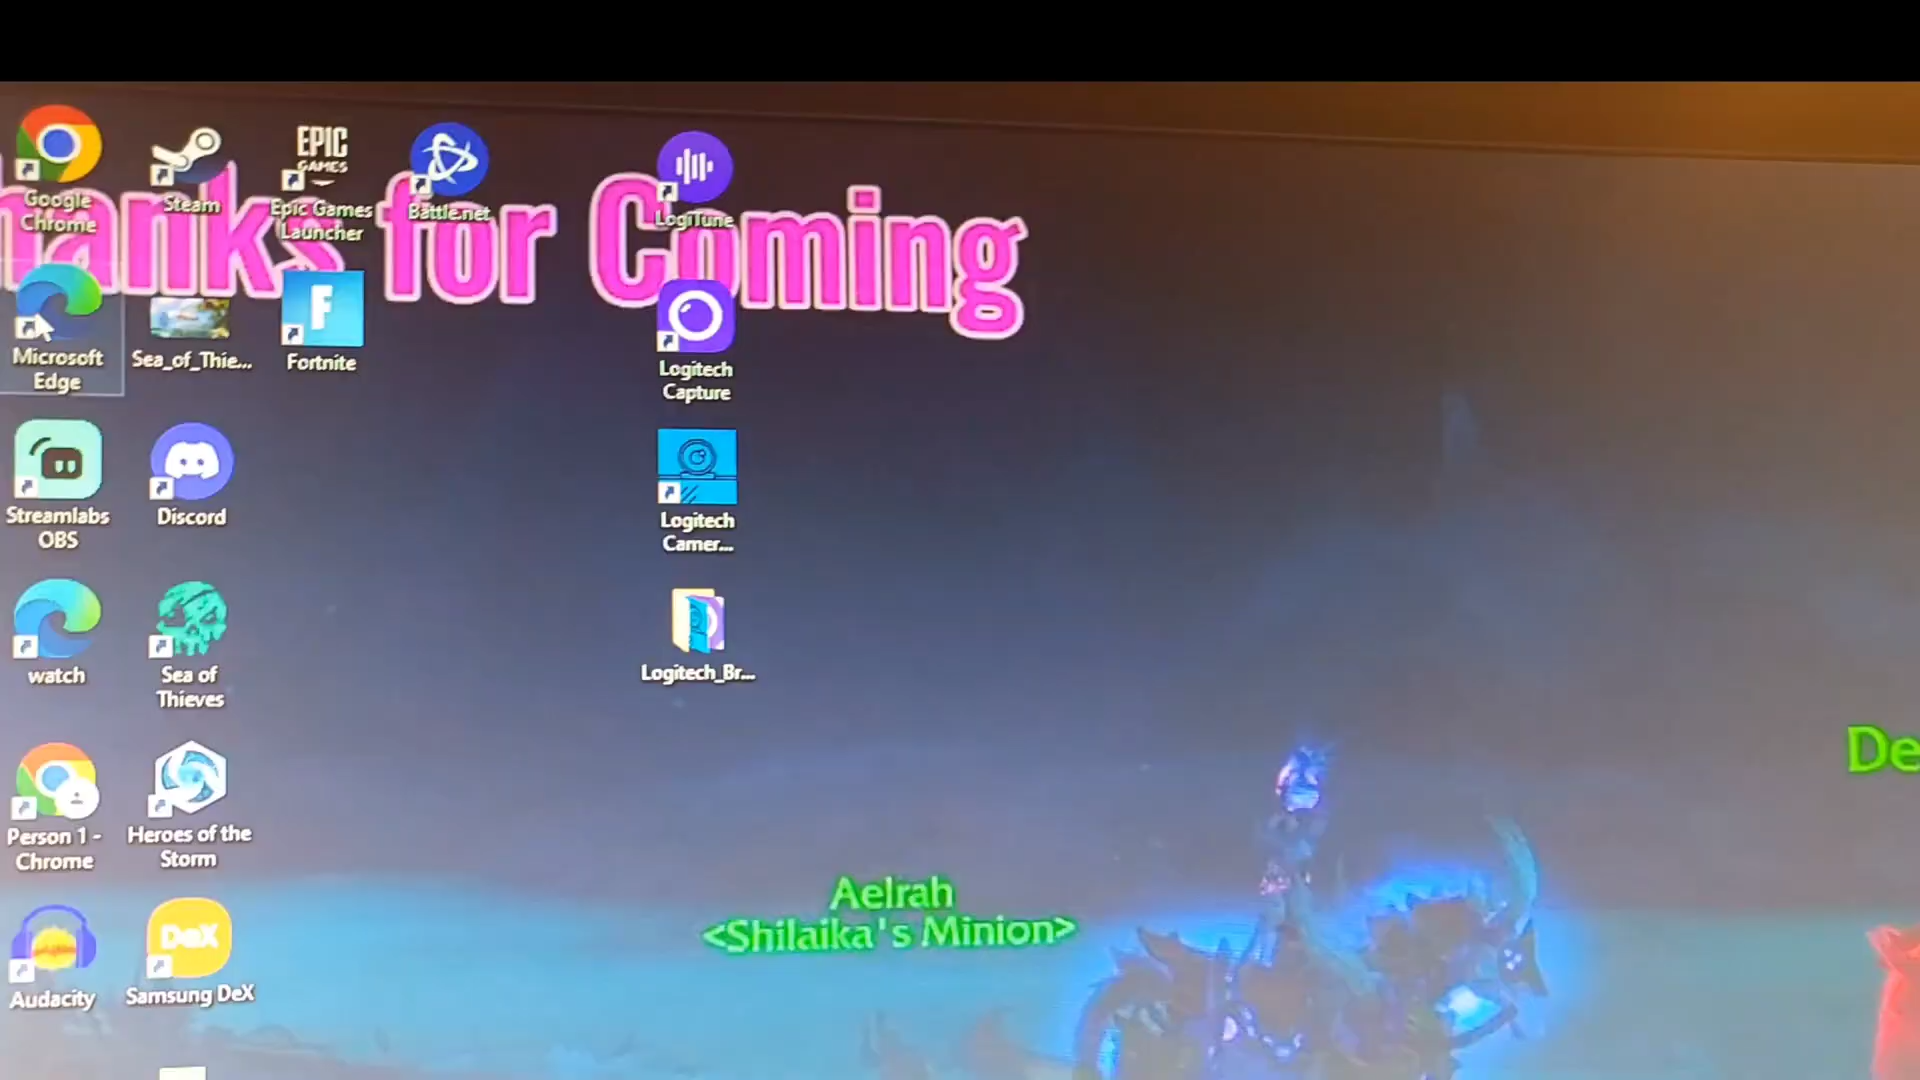 hanks for Coming
Google
Chrome
Steam
EPIC
GAMES
Epic Games
Launcher
Battle.net
LogiTune
Microsoft
Edge
Sea_of_Thie...
F
Fortnite
Logitech
Capture
Streamlabs
OBS
Discord
Logitech
Camer...
watch
Sea of
Thieves
Logitech_Br...
Person 1 -
Chrome
Heroes of the
Storm
De
Audacity
DeX
Samsung DeX
Aelrah
<Shilaika's Minion>